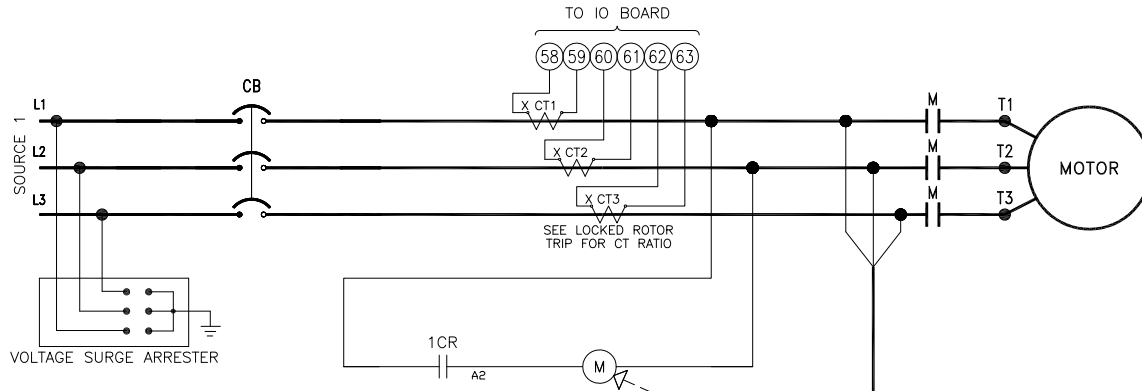 TO IO BOARD
58 59 60 61 62 63
CB
L1
X CT1
M
T1
SOURCE 1
L2
X CT2
M
T2
MOTOR
L3
X CT3
M
T3
SEE LOCKED ROTOR
TRIP FOR CT RATIO
1CR
A2
M
VOLTAGE SURGE ARRESTER